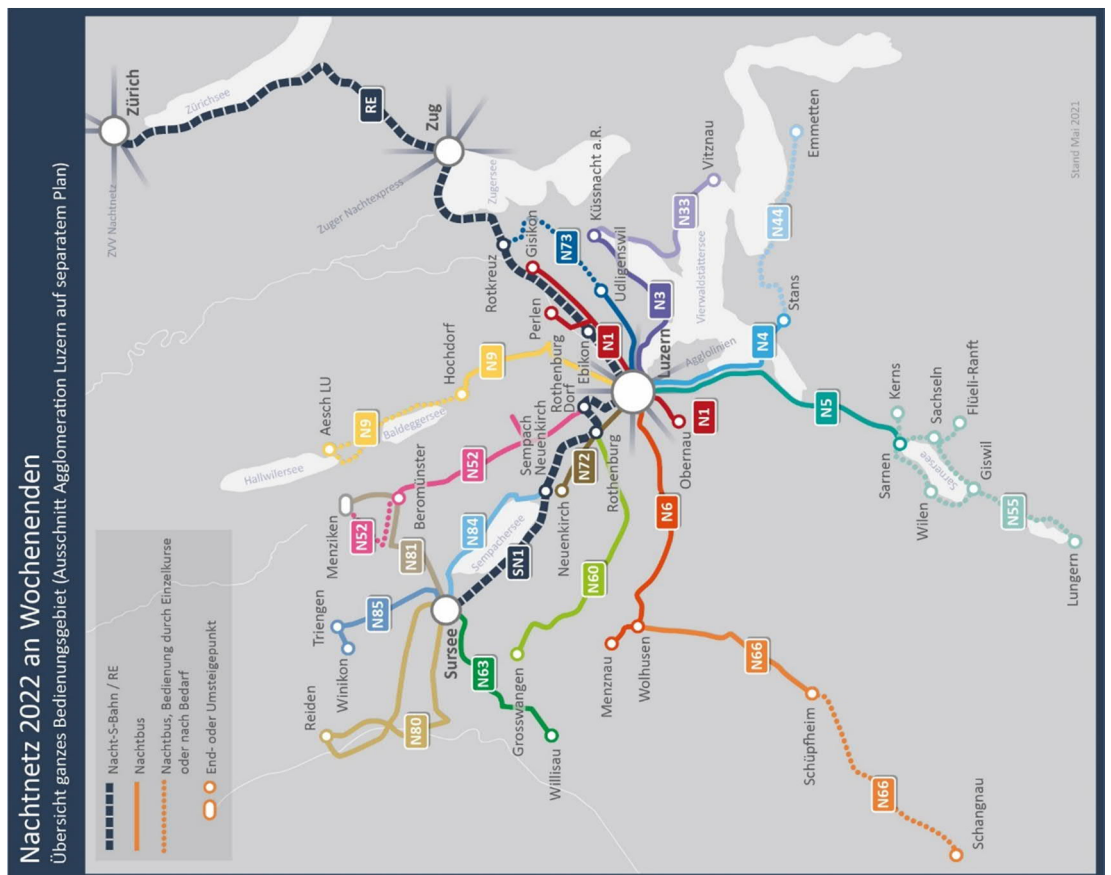 Nachtnetz 2022 an Wochenenden
Übersicht ganzes Bedienungsgebiet (Ausschnitt Agglomeration Luzern auf separatem Plan)
Nacht-S-Bahn / RE
Nachtbus
Nachtbus, Bedienung durch Einzelkurse
oder nach Bedarf
End- oder Umsteigepunkt
ZVV Nachtnetz
Zürich
Zürichsee
RE
Zuger Nachtexpress
Zug
Zugersee
Hallwilersee
Aesch LU
N9
Baldeggersee
Hochdorf
N9
Rotkreuz
Gisikon
N73
Perlen
Udligenswil
Küssnacht a.R.
N33
Vitznau
N3
Vierwaldstättersee
N44
Emmetten
Stans
N4
Agglolinien
Luzern
N1
Ebikon
Rothenburg
Dorf
Menziken
N52
Beromünster
N52
Sempach
Neuenkirch
N81
N84
Sempachersee
SN1
N72
Neuenkirch
Rothenburg
Triengen
Winikon
N85
Reiden
N80
Sursee
N63
Willisau
Grosswangen
N60
N1
Obernau
N6
Menznau
Wolhusen
N66
Schüpfheim
N66
Schangnau
N5
Kerns
Sarnen
Sachseln
Flüeli-Ranft
Sarnersee
Wilen
Giswil
N55
Lungern
Stand Mai 2021